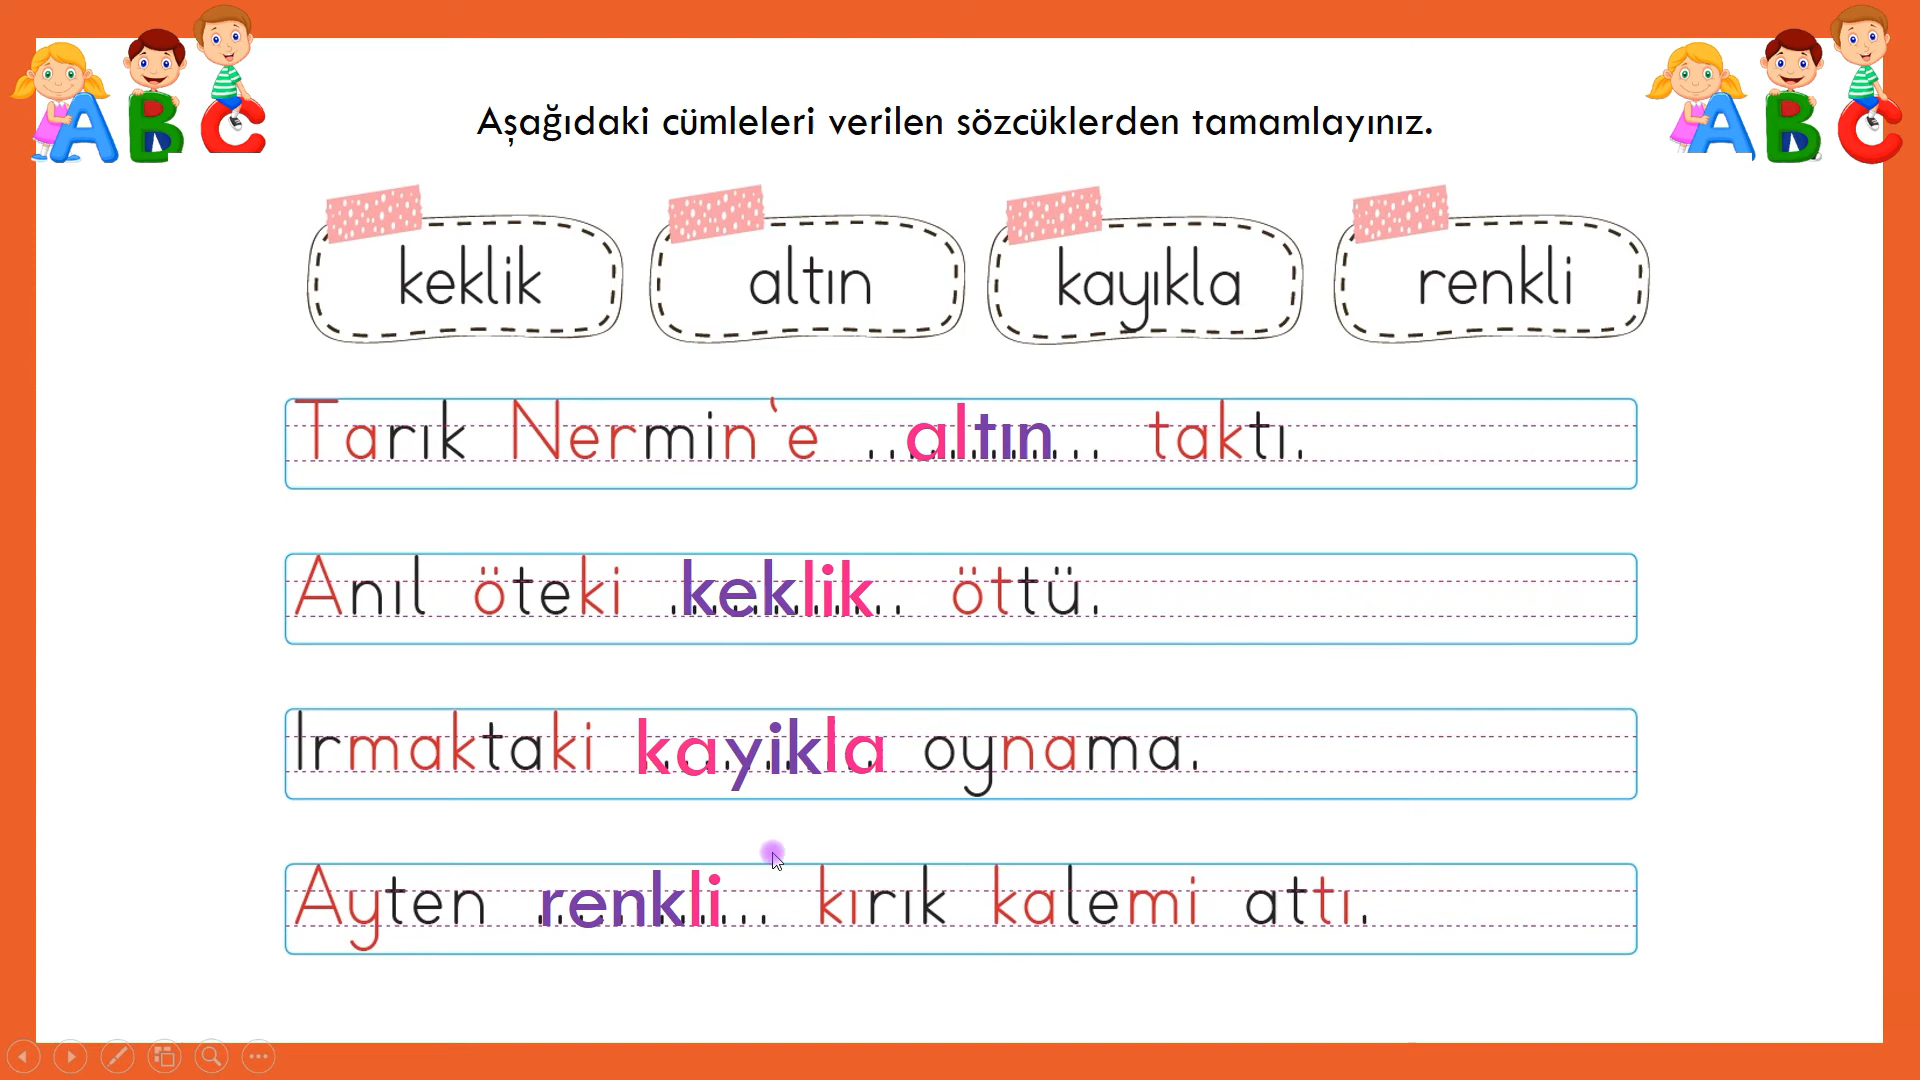 A B C
A B C
Aşağıdaki cümleleri verilen sözcüklerden tamamlayınız.
keklik altın kayıkla renkli
Tarık Nermin'e altın taktı.
Anıl öteki keklik öttü.
Irmaktaki kayikla oynama.
Ayten renkli kırık kalemi attı.